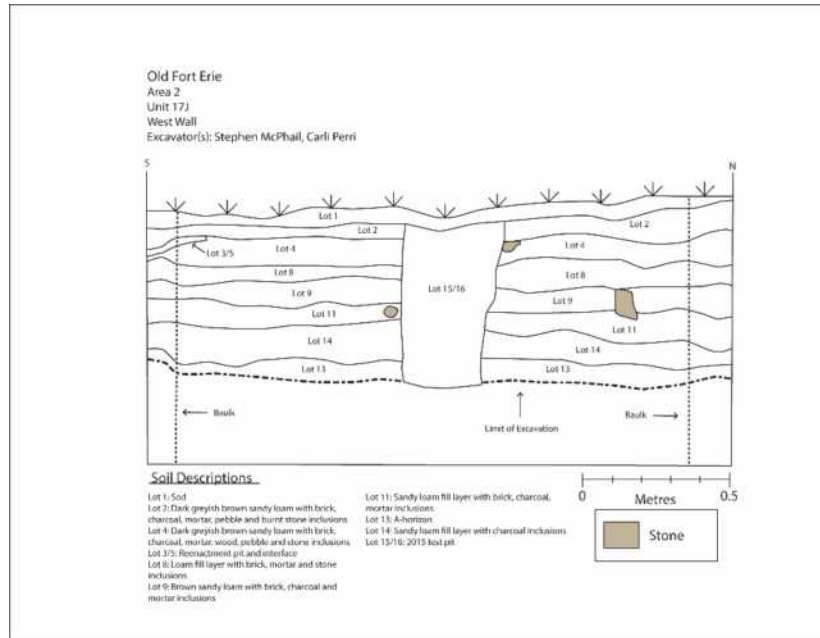 Old Fort Erie
Area 2
Unit 17J
West Wall
Excavator(s): Stephen McPhail, Carli Perri
S
N
Lot 1
Lot 2
Lot 2
Lot 3/5
Lot 4
Lot 4
Lot 8
Lot 8
Lot 15/16
Lot 9
Lot 9
Lot 11
Lot 11
Lot 14
Lot 14
Lot 13
Lot 13
Baulk
Baulk
Limit of Excavation
Soil Descriptions
Lot 1: Sod
Lot 2: Dark greyish brown sandy loam with brick,
charcoal, mortar, pebble and burnt stone inclusions
Lot 4: Dark greyish brown sandy loam with brick,
charcoal, mortar, wood, pebble and stone inclusions
Lot 3/5: Reenactment pit and interface
Lot 8: Loam fill layer with brick, mortar and stone
inclusions
Lot 9: Brown sandy loam with brick, charcoal and
mortar inclusions
Lot 11: Sandy loam fill layer with brick, charcoal,
mortar inclusions
Lot 13: A-horizon
Lot 14: Sandy loam fill layer with charcoal inclusions
Lot 15/16: 2015 test pit
0
Metres
0.5
Stone